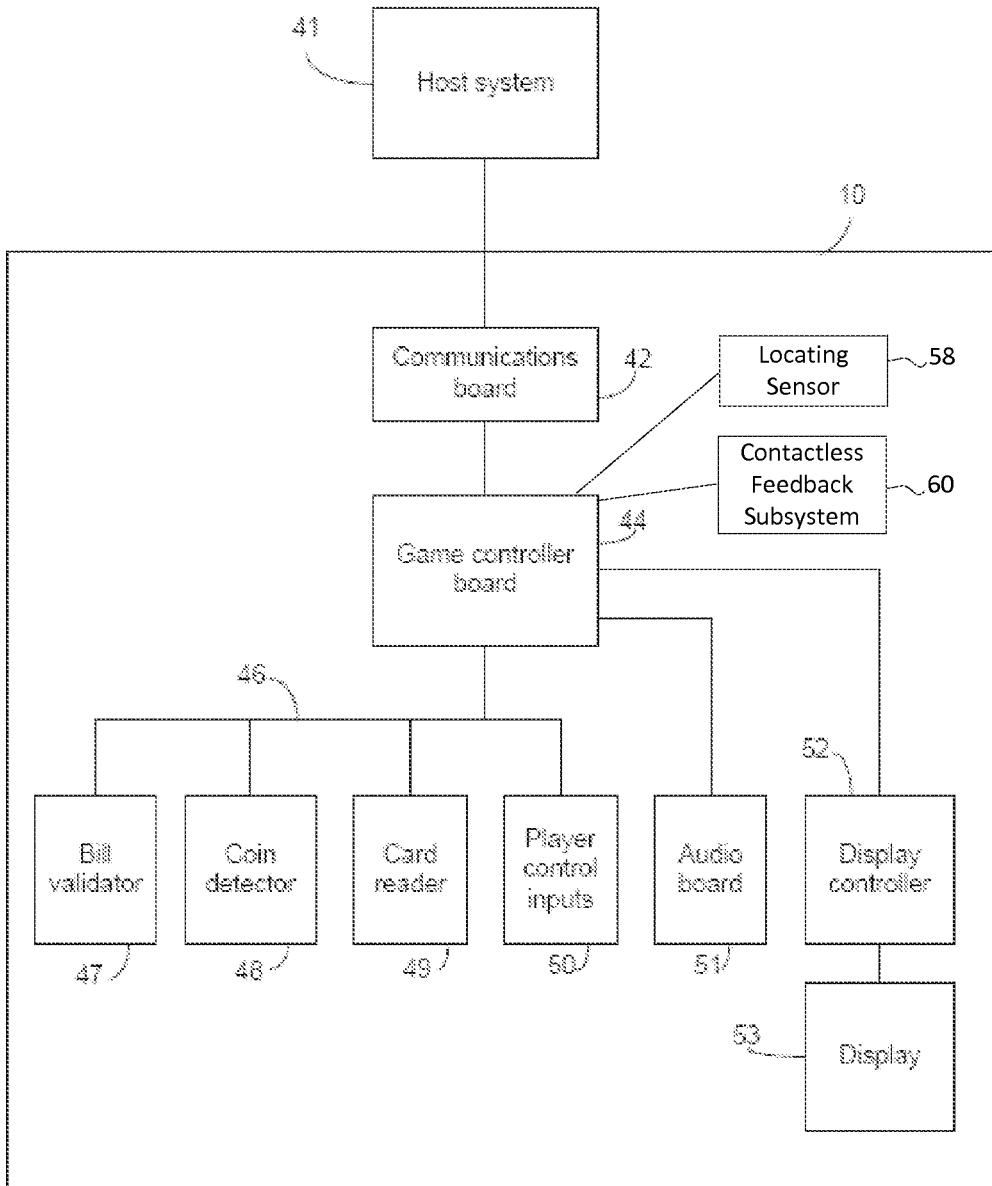 41
Host system
10
Communications
board
42
Locating
Sensor
58
Contactless
Feedback
Subsystem
60
44
Game controller
board
46
52
Bill
validator
Coin
detector
Card
reader
Player
control
inputs
Audio
board
Display
controller
47
48
49
50
51
53
Display